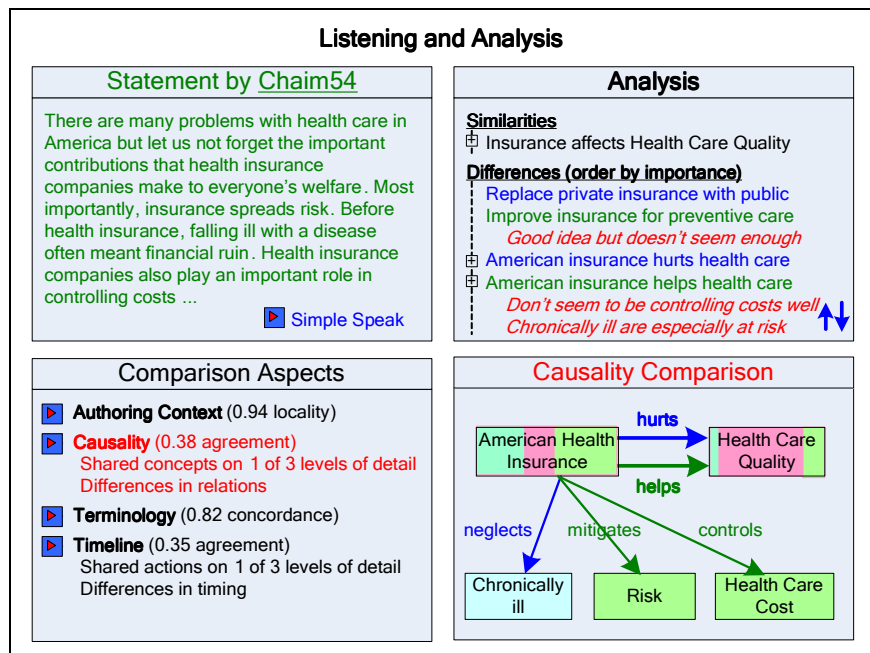 Listening and Analysis
Statement by Chaim54
There are many problems with health care in
America but let us not forget the important
contributions that health insurance
companies make to everyone's welfare. Most
importantly, insurance spreads risk. Before
health insurance, falling ill with a disease
often meant financial ruin. Health insurance
companies also play an important role in
controlling costs ...
Simple Speak
Analysis
Similarities
Insurance affects Health Care Quality
Differences (order by importance)
Replace private insurance with public
Improve insurance for preventive care
Good idea but doesn't seem enough
American insurance hurts health care
American insurance helps health care
Don't seem to be controlling costs well
Chronically ill are especially at risk
Comparison Aspects
Authoring Context (0.94 locality)
Causality (0.38 agreement)
Shared concepts on 1 of 3 levels of detail
Differences in relations
Terminology (0.82 concordance)
Timeline (0.35 agreement)
Shared actions on 1 of 3 levels of detail
Differences in timing
Causality Comparison
American Health
Insurance
hurts
helps
Health Care
Quality
neglects
mitigates
controls
Chronically
ill
Risk
Health Care
Cost